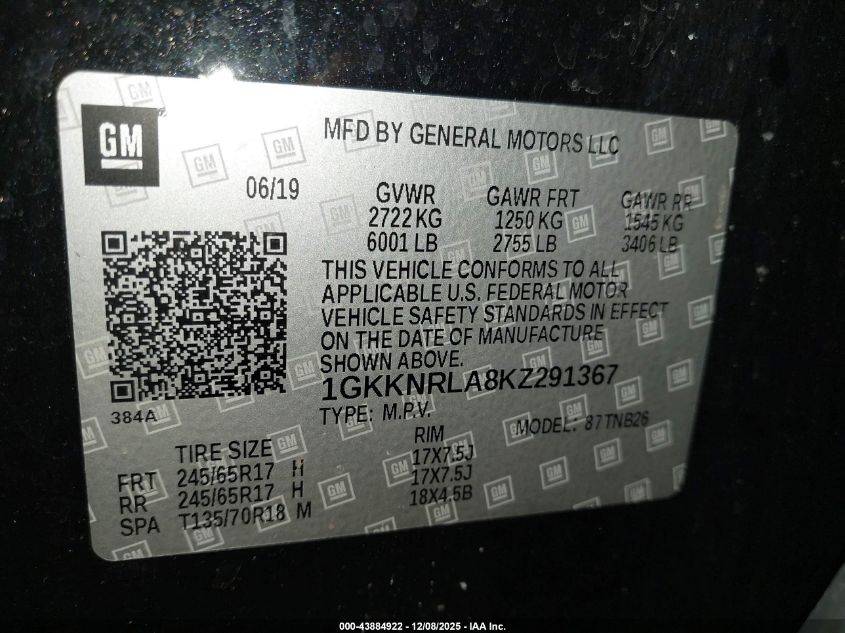 GM
MFD BY GENERAL MOTORS LLC
06/19
GVWR GAWR FRT GAWR RR
2722 KG 1250 KG 1545 KG
6001 LB 2755 LB 3406 LB
THIS VEHICLE CONFORMS TO ALL
APPLICABLE U.S. FEDERAL MOTOR
VEHICLE SAFETY STANDARDS IN EFFECT
ON THE DATE OF MANUFACTURE
SHOWN ABOVE.
1GKKNRLA8KZ291367
384A
TYPE: M.P.V. MODEL: 87TNB26
TIRE SIZE RIM
FRT 245/65R17 H 17X7.5J
RR 245/65R17 H 17X7.5J
SPA T135/70R18 M 18X4.5B
000-43884922 - 12/08/2025 - IAA Inc.